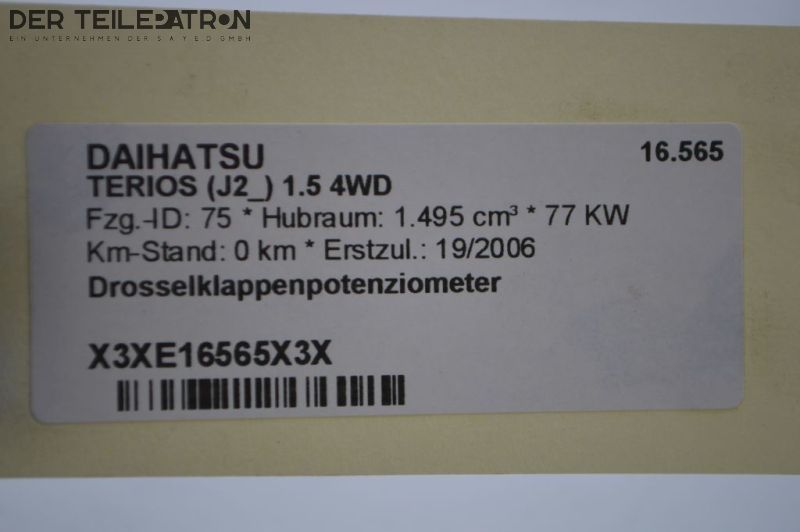 DER TEILEPATRON
EIN UNTERNEHMEN DER SAYED GMBH
DAIHATSU
16.565
TERIOS (J2_) 1.5 4WD
Fzg.-ID: 75 * Hubraum: 1.495 cm³ * 77 KW
Km-Stand: 0 km * Erstzul.: 19/2006
Drosselklappenpotenziometer
X3XE16565X3X